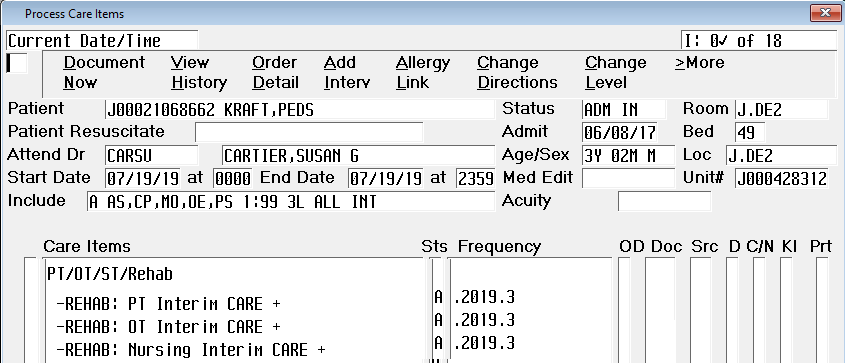 Process Care Items
Current Date/Time I: 0✓ of 18
Document Now View History Order Detail Add Interv Allergy Link Change Directions Change Level >More
Patient J00021068662 KRAFT,PEDS Status ADM IN Room J.DE2
Patient Resuscitate Admit 06/08/17 Bed 49
Attend Dr CARSU CARTIER,SUSAN G Age/Sex 3Y 02M M Loc J.DE2
Start Date 07/19/19 at 0000 End Date 07/19/19 at 2359 Med Edit Unit# J000428312
Include A AS,CP,MO,OE,PS 1:99 3L ALL INT Acuity
Care Items Sts Frequency OD Doc Src D C/N KI Prt
PT/OT/ST/Rehab
-REHAB: PT Interim CARE + A .2019.3
-REHAB: OT Interim CARE + A .2019.3
-REHAB: Nursing Interim CARE + A .2019.3